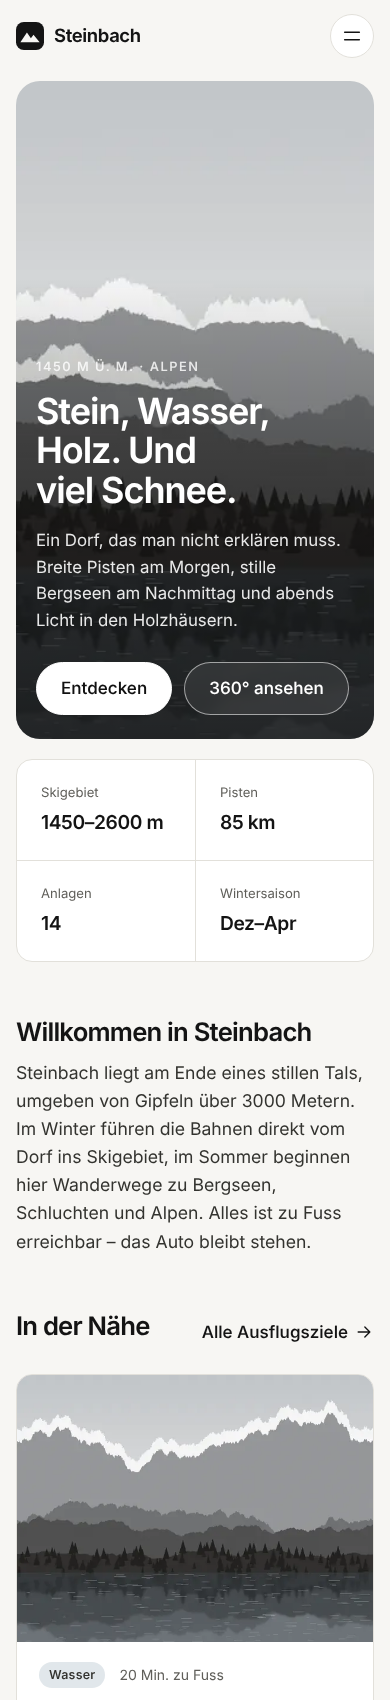 Steinbach
1450 M Ü. M. · ALPEN
Stein, Wasser,
Holz. Und
viel Schnee.
Ein Dorf, das man nicht erklären muss.
Breite Pisten am Morgen, stille
Bergseen am Nachmittag und abends
Licht in den Holzhäusern.
Entdecken
360° ansehen
Skigebiet
1450–2600 m
Pisten
85 km
Anlagen
14
Wintersaison
Dez–Apr
Willkommen in Steinbach
Steinbach liegt am Ende eines stillen Tals,
umgeben von Gipfeln über 3000 Metern.
Im Winter führen die Bahnen direkt vom
Dorf ins Skigebiet, im Sommer beginnen
hier Wanderwege zu Bergseen,
Schluchten und Alpen. Alles ist zu Fuss
erreichbar – das Auto bleibt stehen.
In der Nähe
Alle Ausflugsziele →
Wasser
20 Min. zu Fuss